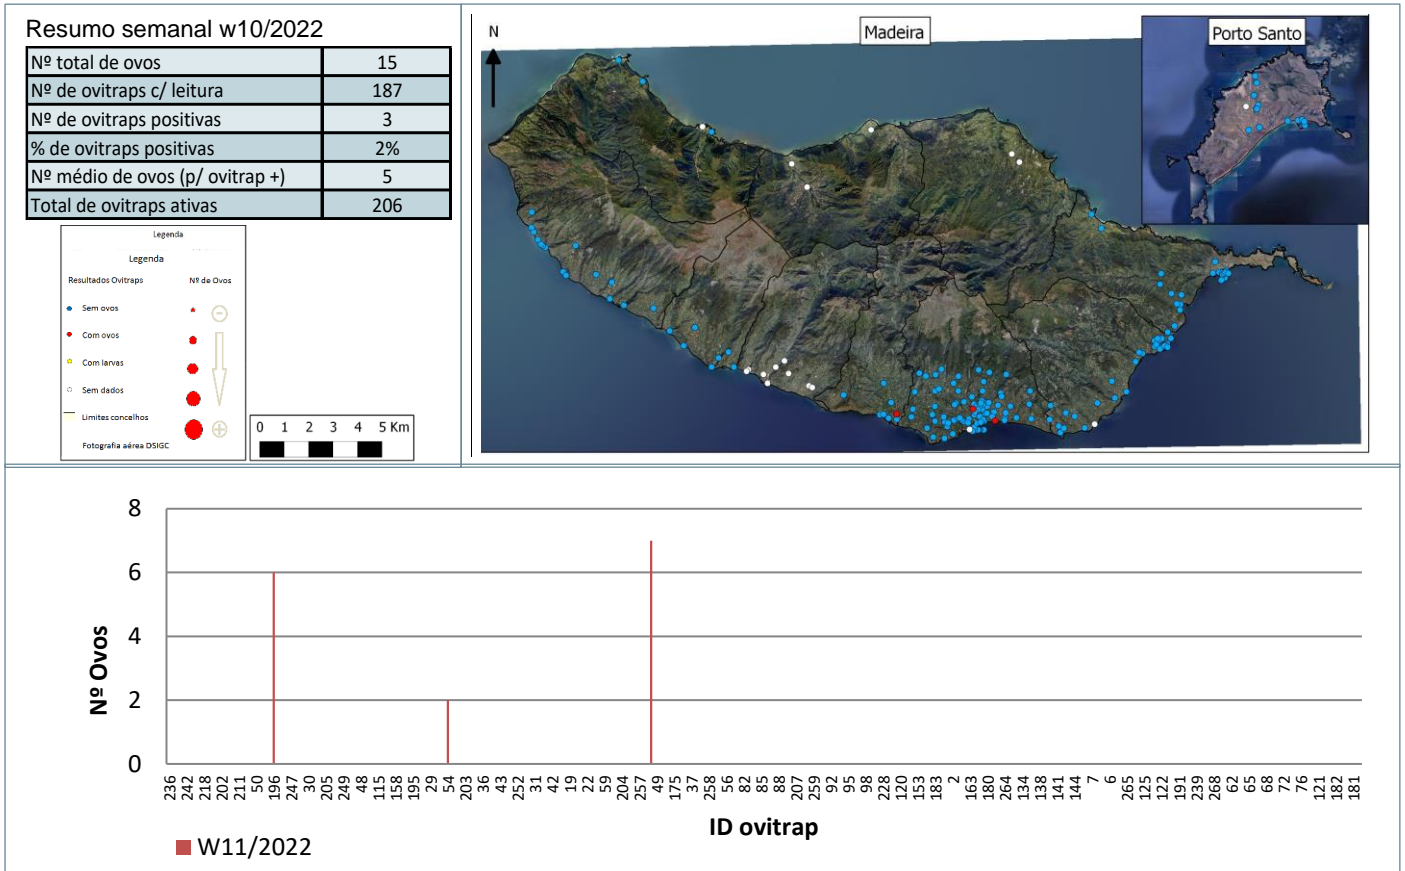 Resumo semanal w10/2022
Nº total de ovos 15
Nº de ovitraps c/ leitura 187
Nº de ovitraps positivas 3
% de ovitraps positivas 2%
Nº médio de ovos (p/ ovitrap +) 5
Total de ovitraps ativas 206
Legenda
Legenda
Resultados Ovitraps Nº de Ovos
Sem ovos
Com ovos
Com larvas
Sem dados
Limites concelhos
Fotografia aérea DSIGC
0 1 2 3 4 5 Km
N
Madeira
Porto Santo
8
6
4
2
0
Nº Ovos
236 242 218 202 211 50 196 247 30 205 249 48 115 158 195 29 54 203 36 43 252 31 42 19 22 59 204 257 49 175 37 258 56 82 85 88 207 259 92 95 98 228 120 153 183 2 163 180 264 134 138 141 144 7 6 265 125 122 191 239 268 62 65 68 72 76 121 182 181
ID ovitrap
W11/2022